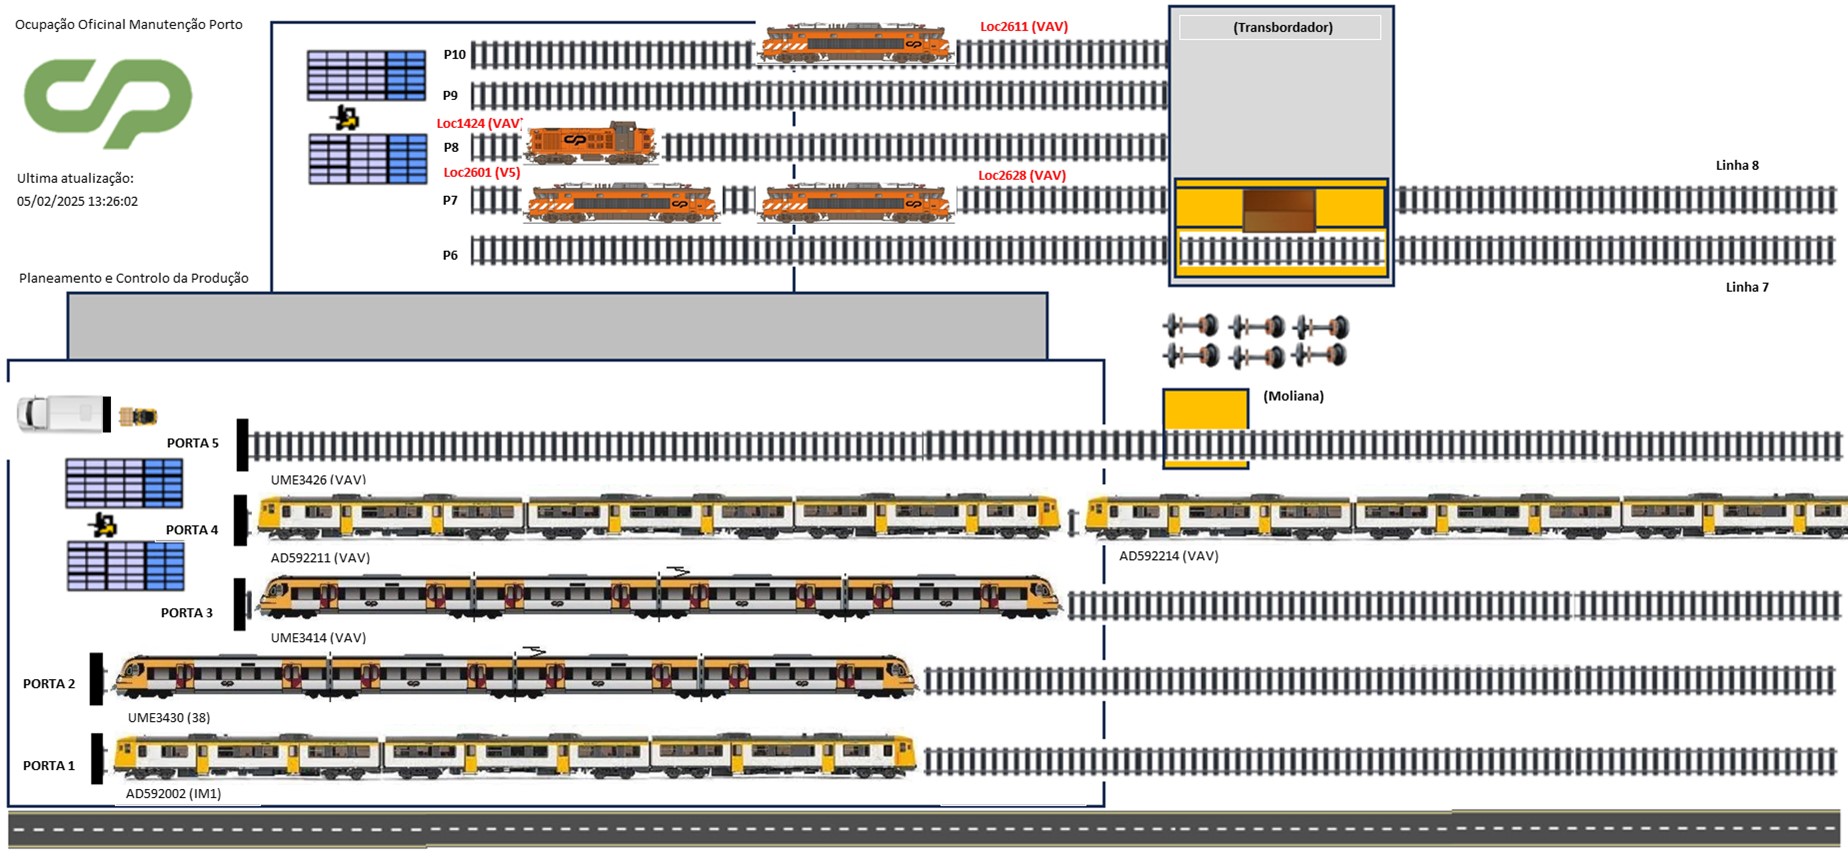 Ocupação Oficinal Manutenção Porto
Loc2611 (VAV)
(Transbordador)
P10
P9
Loc1424 (VAV)
P8
Ultima atualização:
05/02/2025 13:26:02
Loc2601 (V5)
Loc2628 (VAV)
Linha 8
P7
P6
Planeamento e Controlo da Produção
Linha 7
(Moliana)
PORTA 5
UME3426 (VAV)
PORTA 4
AD592211 (VAV)
AD592214 (VAV)
PORTA 3
UME3414 (VAV)
PORTA 2
UME3430 (38)
PORTA 1
AD592002 (IM1)